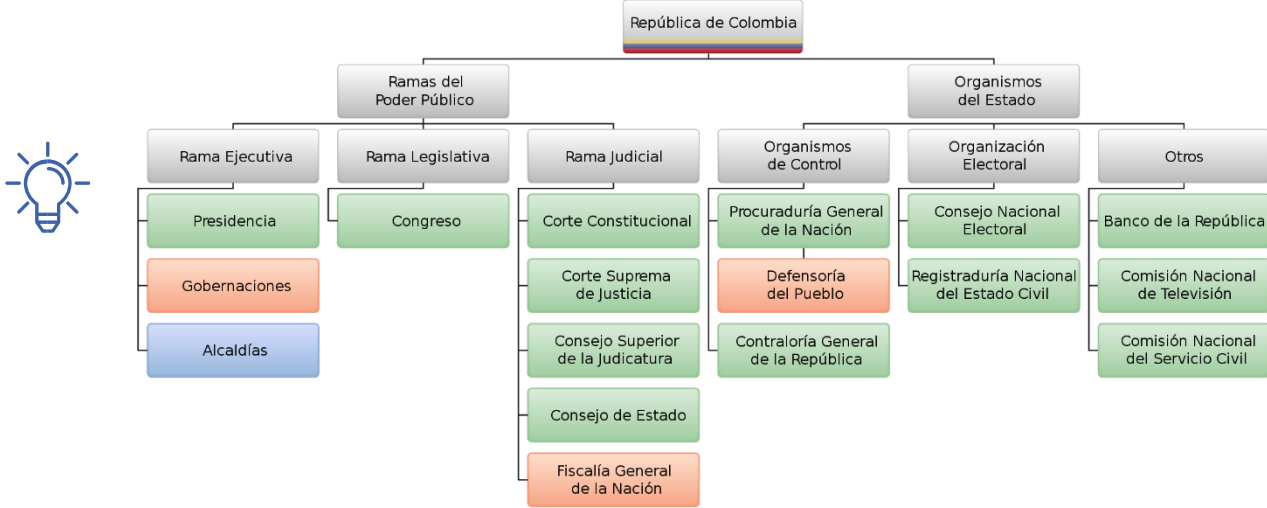 República de Colombia
Ramas del
Poder Público
Organismos
del Estado
Rama Ejecutiva
Rama Legislativa
Rama Judicial
Organismos
de Control
Organización
Electoral
Otros
Presidencia
Gobernaciones
Alcaldías
Congreso
Corte Constitucional
Corte Suprema
de Justicia
Consejo Superior
de la Judicatura
Consejo de Estado
Fiscalía General
de la Nación
Procuraduría General
de la Nación
Defensoría
del Pueblo
Contraloría General
de la República
Consejo Nacional
Electoral
Registraduría Nacional
del Estado Civil
Banco de la República
Comisión Nacional
de Televisión
Comisión Nacional
del Servicio Civil